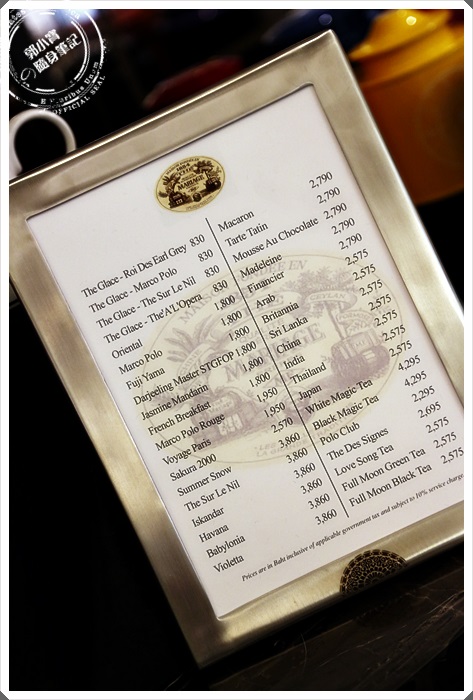 郭小寶
の隨身筆記
E Pluribus Unum
OFFICIAL SEAL
MARIAGE
The Glace - Roi Des Earl Grey 830
The Glace - Marco Polo 830
The Glace - The Sur Le Nil 830
The Glace - The'A L'Opera 830
Oriental 1,800
Marco Polo 1,800
Fuji Yama 1,800
Darjeeling Master STGFOP 1,800
Jasmine Mandarin 1,800
French Breakfast 1,950
Marco Polo Rouge 1,950
Voyage Paris 2,570
Sakura 2000 3,860
Summer Snow 3,860
The Sur Le Nil 3,860
Iskandar 3,860
Havana 3,860
Babylonia 3,860
Violetta
Macaron 2,790
Tarte Tatin 2,790
Mousse Au Chocolate 2,790
Madeleine 2,790
Financier 2,575
Arab 2,575
Britannia 2,575
Sri Lanka 2,575
China 2,575
India 2,575
Thailand 2,575
Japan 4,295
White Magic Tea 4,295
Black Magic Tea 2,295
Polo Club 2,695
The Des Signes 2,575
Love Song Tea 2,575
Full Moon Green Tea 2,575
Full Moon Black Tea 2,575
Prices are in Baht inclusive of applicable government tax and subject to 10% service charge